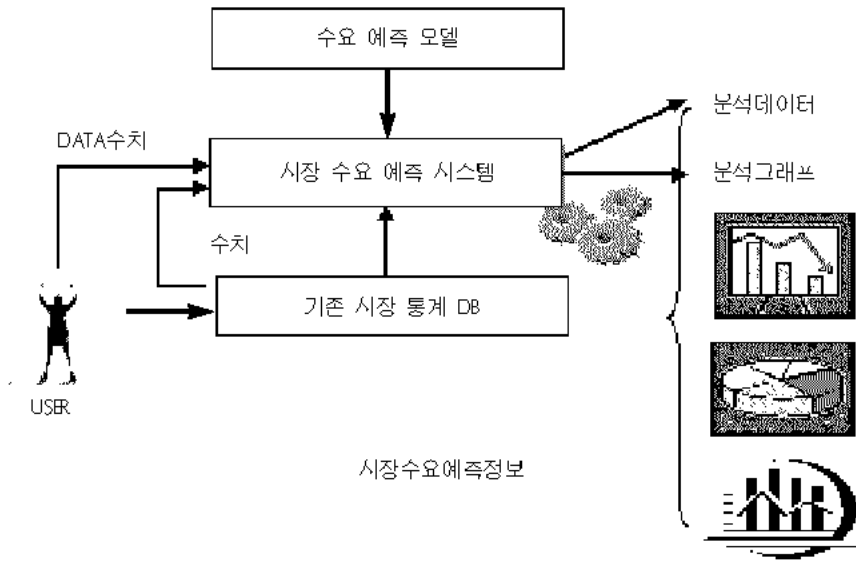 수요 예측 모델
분석데이터
DATA수치
시장 수요 예측 시스템
분석그래프
수치
기존 시장 통계 DB
USER
시장수요예측정보